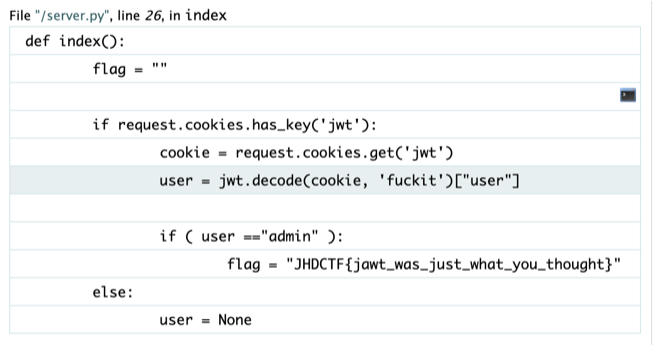 File "/server.py", line 26, in index
def index():
flag = ""
if request.cookies.has_key('jwt'):
cookie = request.cookies.get('jwt')
user = jwt.decode(cookie, 'fuckit')["user"]
if ( user =="admin" ):
flag = "JHDCTF{jawt_was_just_what_you_thought}"
else:
user = None